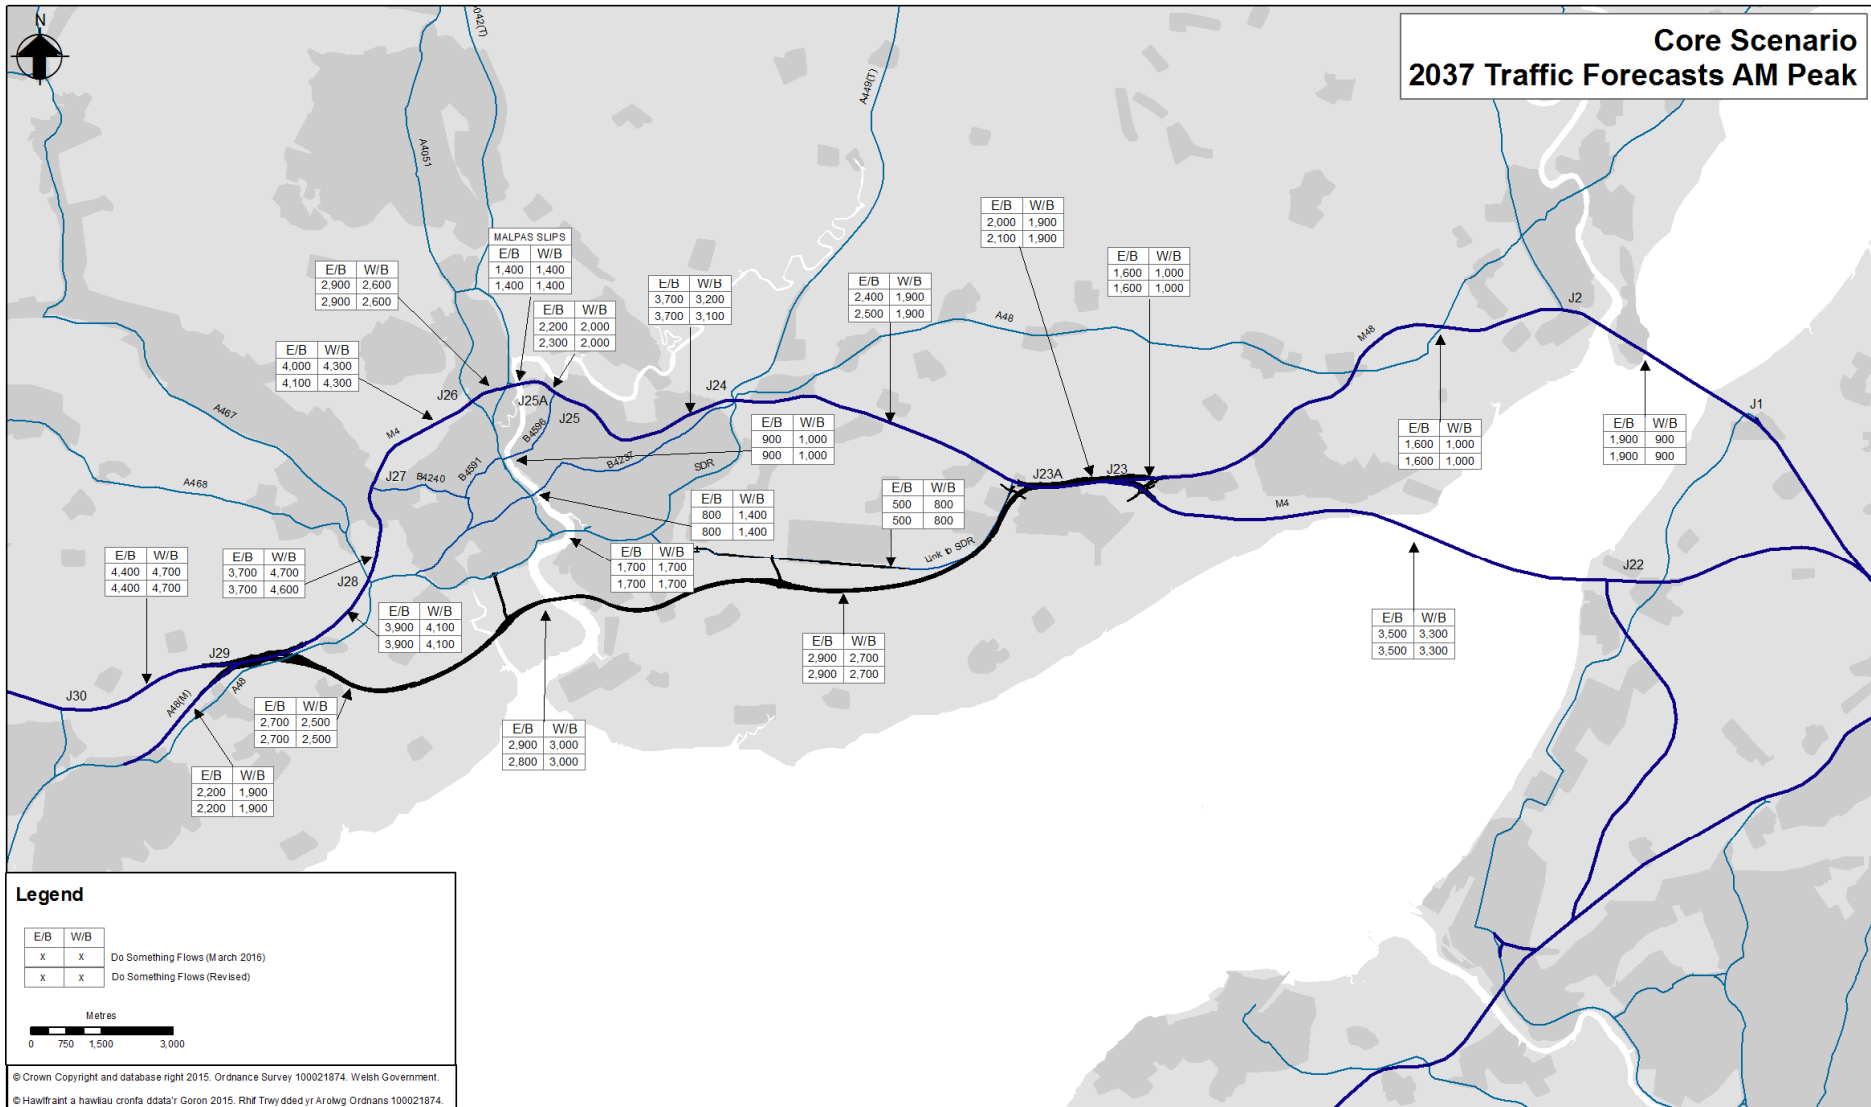 N
Core Scenario
2037 Traffic Forecasts AM Peak
A449(T)
A4051
E/B W/B
2,000 1,900
2,100 1,900
MALPAS SLIPS
E/B W/B
1,400 1,400
1,400 1,400
E/B W/B
2,900 2,600
2,900 2,600
E/B W/B
3,700 3,200
3,700 3,100
E/B W/B
2,400 1,900
2,500 1,900
E/B W/B
1,600 1,000
1,600 1,000
E/B W/B
2,200 2,000
2,300 2,000
J2
A48
M48
E/B W/B
4,000 4,300
4,100 4,300
J26
J25A
J25
J24
J1
A467
M4
B4596
E/B W/B
900 1,000
900 1,000
E/B W/B
1,600 1,000
1,600 1,000
E/B W/B
1,900 900
1,900 900
B4237
SDR
B4591
J27
B4240
A468
J23A
J23
M4
E/B W/B
500 800
500 800
E/B W/B
800 1,400
800 1,400
Link to SDR
E/B W/B
4,400 4,700
4,400 4,700
E/B W/B
3,700 4,700
3,700 4,600
J28
E/B W/B
1,700 1,700
1,700 1,700
J22
E/B W/B
3,900 4,100
3,900 4,100
E/B W/B
3,500 3,300
3,500 3,300
E/B W/B
2,900 2,700
2,900 2,700
J29
J30
A48(M)
A48
E/B W/B
2,700 2,500
2,700 2,500
E/B W/B
2,900 3,000
2,800 3,000
E/B W/B
2,200 1,900
2,200 1,900
Legend
E/B W/B
x x Do Something Flows (March 2016)
x x Do Something Flows (Revised)
Metres
0 750 1,500 3,000
© Crown Copyright and database right 2015. Ordnance Survey 100021874. Welsh Government.
© Hawlfraint a hawliau cronfa ddata'r Goron 2015. Rhif Trwydded yr Arolwg Ordnans 100021874.